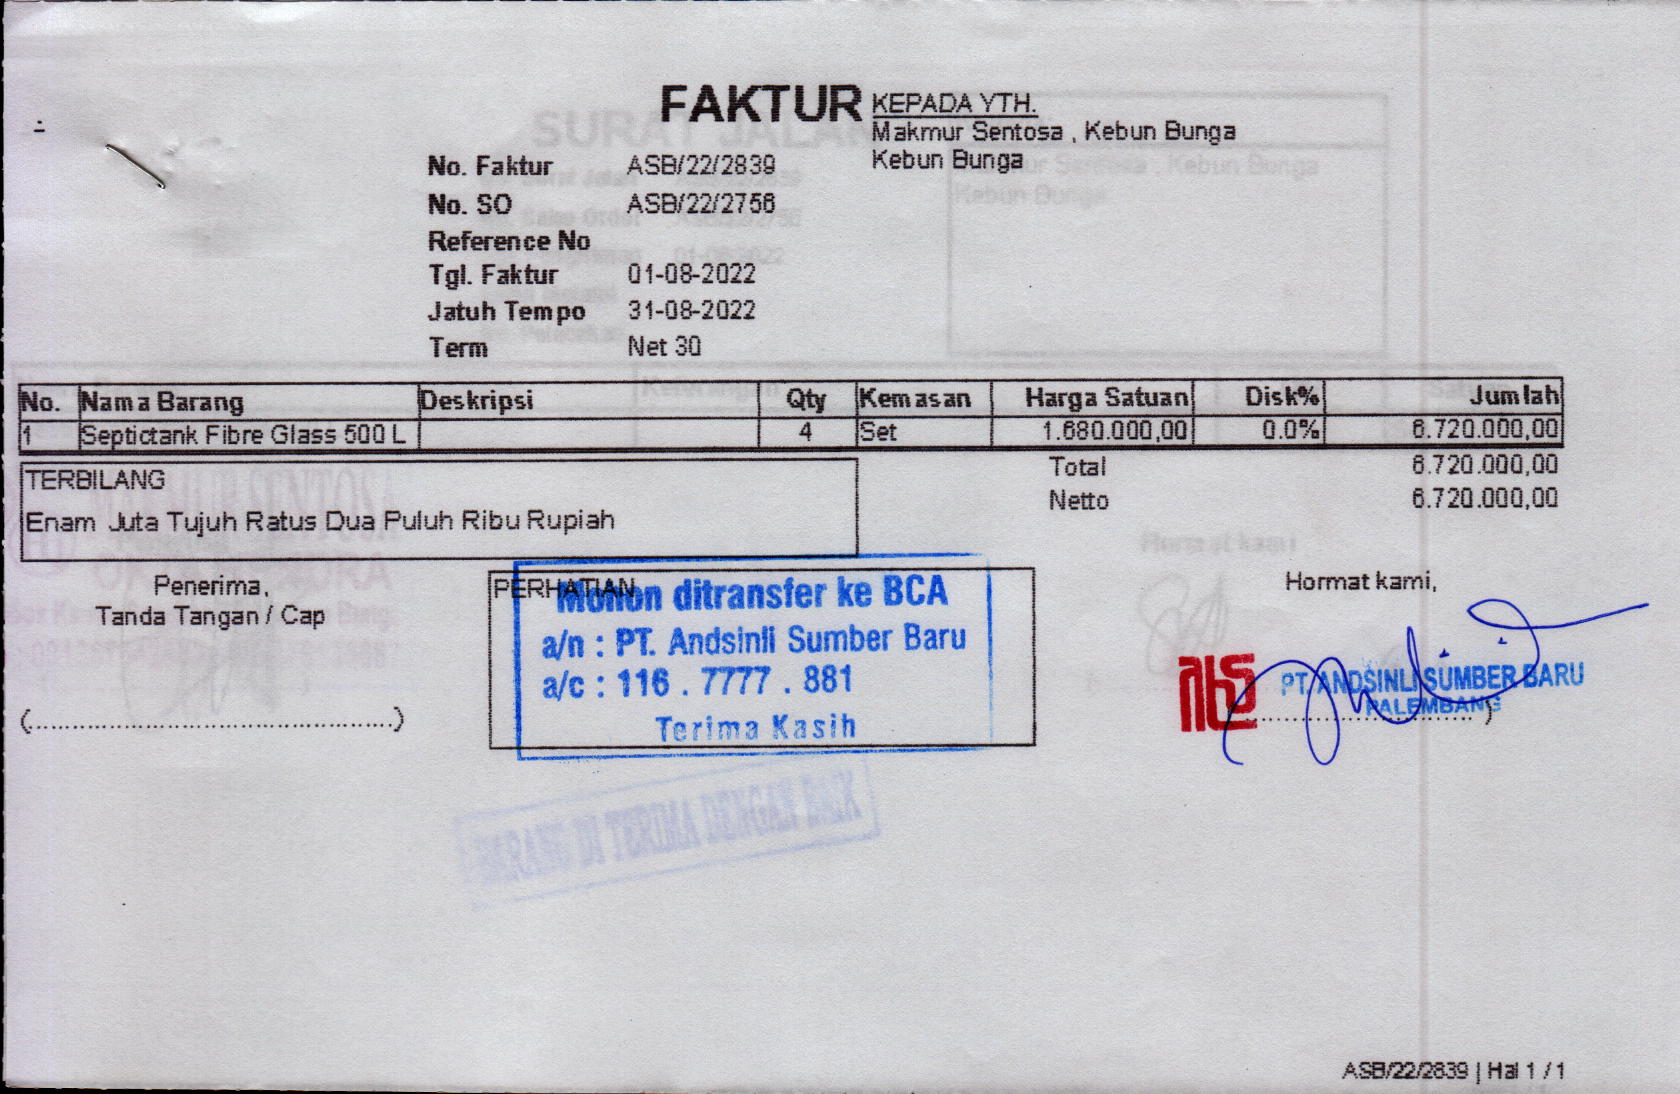 FAKTUR
KEPADA YTH.
Makmur Sentosa , Kebun Bunga
Kebun Bunga
No. Faktur ASB/22/2839
No. SO ASB/22/2756
Reference No
Tgl. Faktur 01-08-2022
Jatuh Tempo 31-08-2022
Term Net 30
No. Nama Barang Deskripsi Qty Kemasan Harga Satuan Disk% Jumlah
1 Septictank Fibre Glass 500 L 4 Set 1.680.000,00 0.0% 6.720.000,00
Total 6.720.000,00
Netto 6.720.000,00
TERBILANG
Enam Juta Tujuh Ratus Dua Puluh Ribu Rupiah
Penerima,
Tanda Tangan / Cap
(..........................................)
PERHATIAN
Mohon ditransfer ke BCA
a/n : PT. Andsinli Sumber Baru
a/c : 116 . 7777 . 881
Terima Kasih
Hormat kami,
PT. ANDSINLI SUMBER BARU
PALEMBANG
BARANG DI TERIMA DENGAN BAIK
ASB/22/2839 | Hal 1 / 1